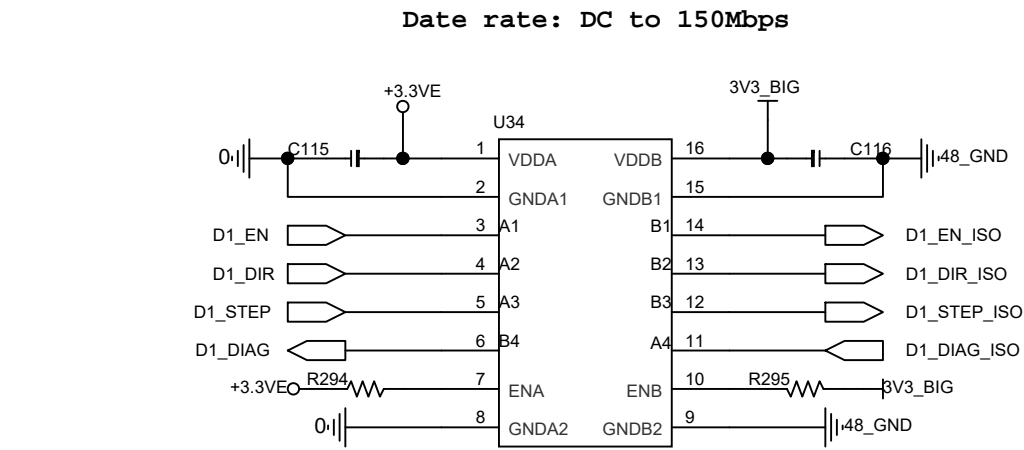 Date rate: DC to 150Mbps
+3.3VE 3V3_BIG
U34
0 C115 1 VDDA VDDB 16 C116 48_GND
2 GNDA1 GNDB1 15
D1_EN 3 A1 B1 14 D1_EN_ISO
D1_DIR 4 A2 B2 13 D1_DIR_ISO
D1_STEP 5 A3 B3 12 D1_STEP_ISO
D1_DIAG 6 B4 A4 11 D1_DIAG_ISO
+3.3VE R294 7 ENA ENB 10 R295 3V3_BIG
0 8 GNDA2 GNDB2 9 48_GND